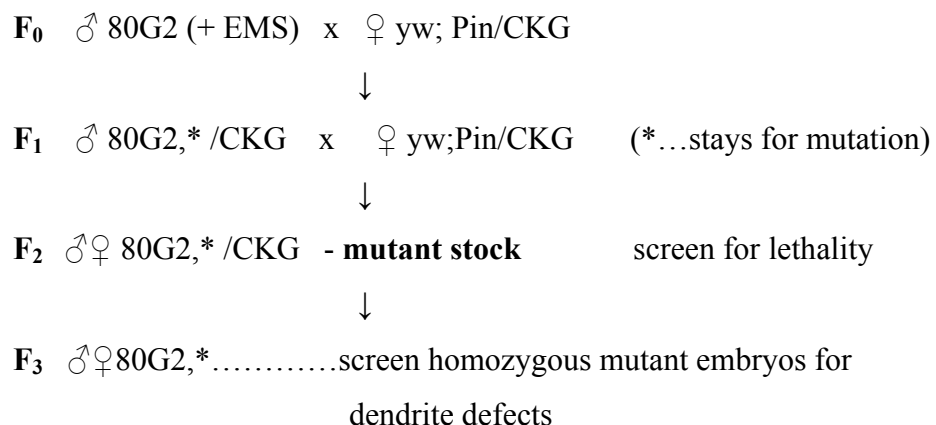 F₀ ♂ 80G2 (+ EMS) x ♀ yw; Pin/CKG
↓
F₁ ♂ 80G2,* /CKG x ♀ yw;Pin/CKG (*…stays for mutation)
↓
F₂ ♂♀ 80G2,* /CKG - mutant stock screen for lethality
↓
F₃ ♂♀80G2,*…………screen homozygous mutant embryos for
dendrite defects